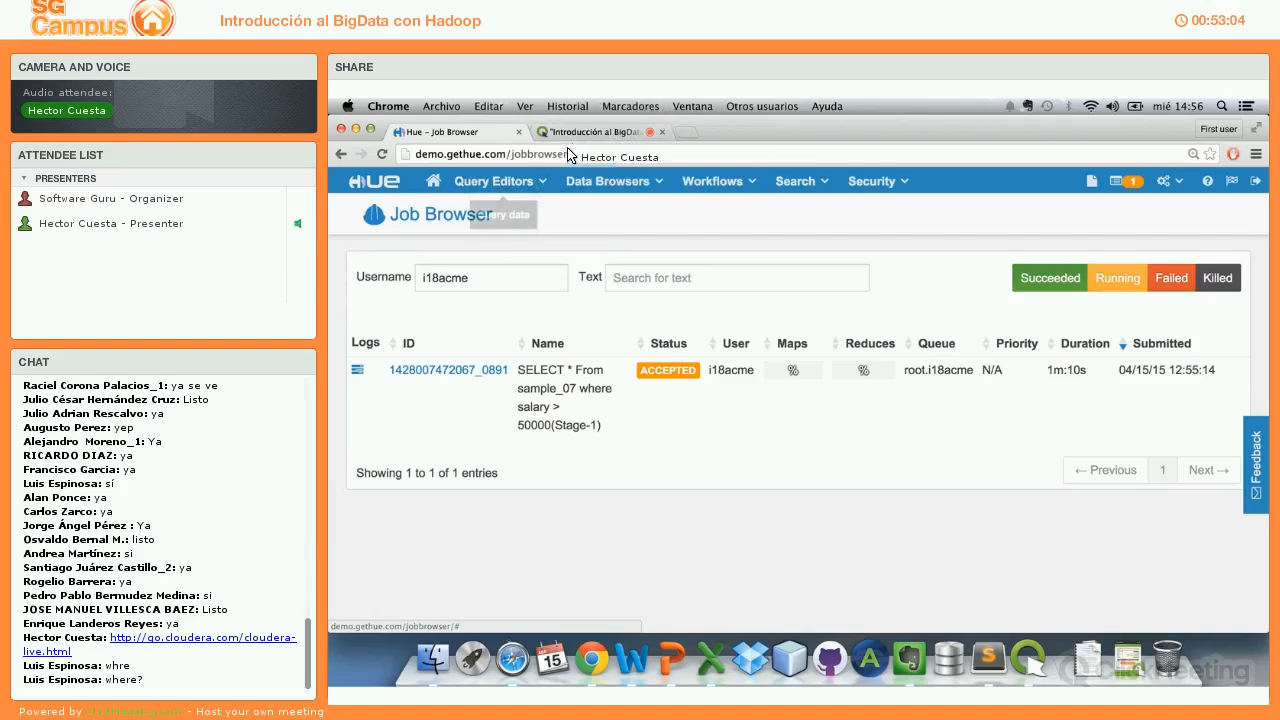 SG
Campus
Introducción al BigData con Hadoop
00:53:04
CAMERA AND VOICE
Audio attendee:
Hector Cuesta
ATTENDEE LIST
PRESENTERS
Software Guru - Organizer
Hector Cuesta - Presenter
CHAT
Raciel Corona Palacios_1: ya se ve
Julio César Hernández Cruz: Listo
Julio Adrian Rescalvo: ya
Augusto Perez: yep
Alejandro Moreno_1: Ya
RICARDO DIAZ: ya
Francisco Garcia: ya
Luis Espinosa: sí
Alan Ponce: ya
Carlos Zarco: ya
Jorge Ángel Pérez : Ya
Osvaldo Bernal M.: listo
Andrea Martínez: si
Santiago Juárez Castillo_2: ya
Rogelio Barrera: ya
Pedro Pablo Bermudez Medina: si
JOSE MANUEL VILLESCA BAEZ: Listo
Enrique Landeros Reyes: ya
Hector Cuesta: http://go.cloudera.com/cloudera-
live.html
Luis Espinosa: whre
Luis Espinosa: where?
Powered by ClickMeeting.com - Host your own meeting
SHARE
Chrome Archivo Editar Ver Historial Marcadores Ventana Otros usuarios Ayuda
mié 14:56
Hue - Job Browser
"Introducción al BigDat
First user
demo.gethue.com/jobbrowser
Hector Cuesta
HUE
Query Editors Data Browsers Workflows Search Security
1
Job Browser
data
Username i18acme Text Search for text
Succeeded Running Failed Killed
Logs ID Name Status User Maps Reduces Queue Priority Duration Submitted
1428007472067_0891 SELECT * From ACCEPTED i18acme % % root.i18acme N/A 1m:10s 04/15/15 12:55:14
sample_07 where
salary >
50000(Stage-1)
Showing 1 to 1 of 1 entries
← Previous 1 Next →
Feedback
demo.gethue.com/jobbrowser/#
15
ClickMeeting